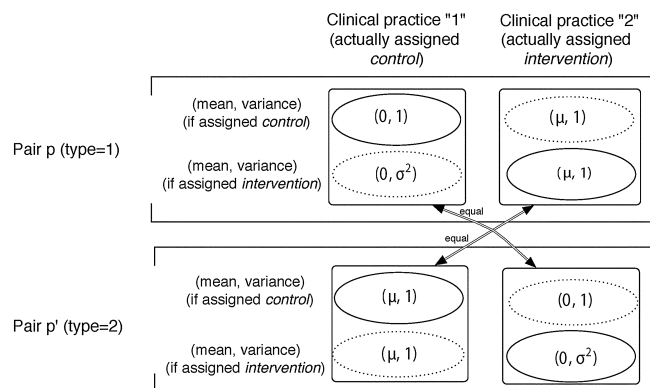 Clinical practice "1"
(actually assigned
control)
Clinical practice "2"
(actually assigned
intervention)
Pair p (type=1)
(mean, variance)
(if assigned control)
(0, 1)
(μ, 1)
(mean, variance)
(if assigned intervention)
(0, σ²)
(μ, 1)
equal
equal
Pair p' (type=2)
(mean, variance)
(if assigned control)
(μ, 1)
(0, 1)
(mean, variance)
(if assigned intervention)
(μ, 1)
(0, σ²)